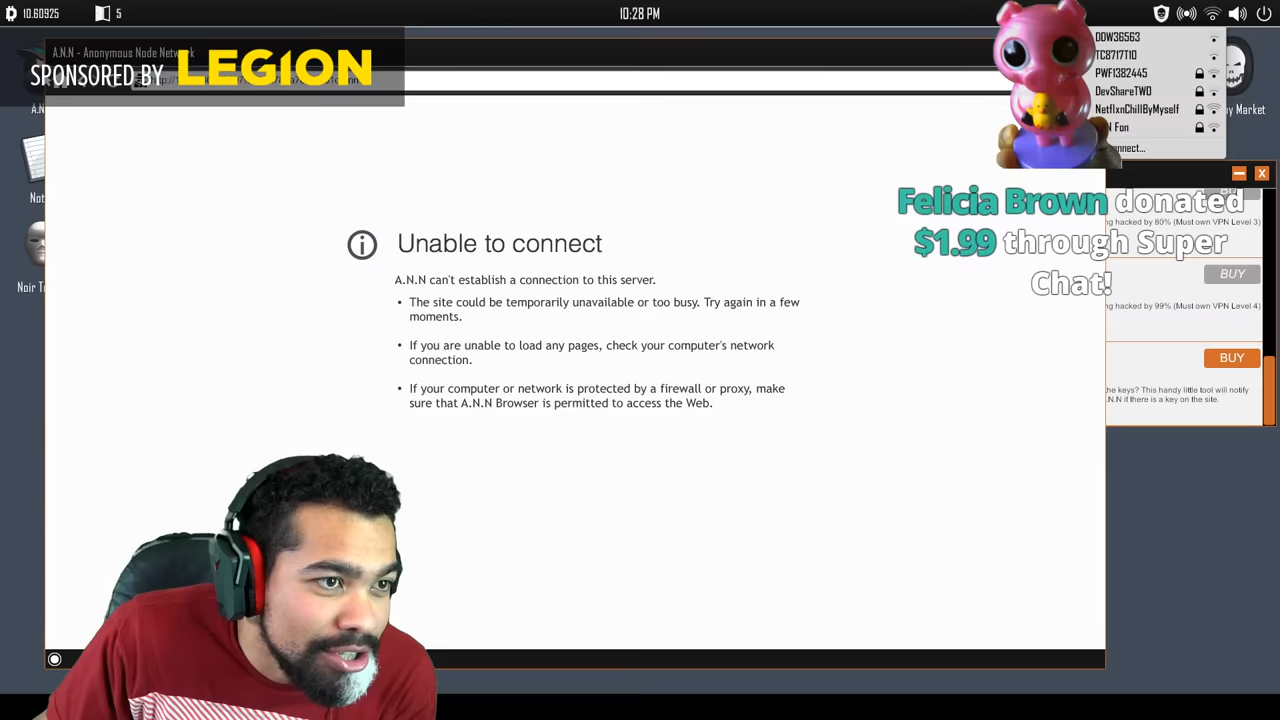 10.60925
5
10:28 PM
A.N.N - Anonymous Node Network
SPONSORED BY LEGION
A.N
Not
Noir T
DDW36563
TC8717T10
PWF1382445
DevShareTWO
NetflxnChillByMyself
Fon
nnect...
y Market
Felicia Brown donated
$1.99 through Super
Chat!
ng hacked by 80% (Must own VPN Level 3)
BUY
ng hacked by 99% (Must own VPN Level 4)
BUY
the keys? This handy little tool will notify
.N.N if there is a key on the site.
Unable to connect
A.N.N can't establish a connection to this server.
• The site could be temporarily unavailable or too busy. Try again in a few
moments.
• If you are unable to load any pages, check your computer's network
connection.
• If your computer or network is protected by a firewall or proxy, make
sure that A.N.N Browser is permitted to access the Web.